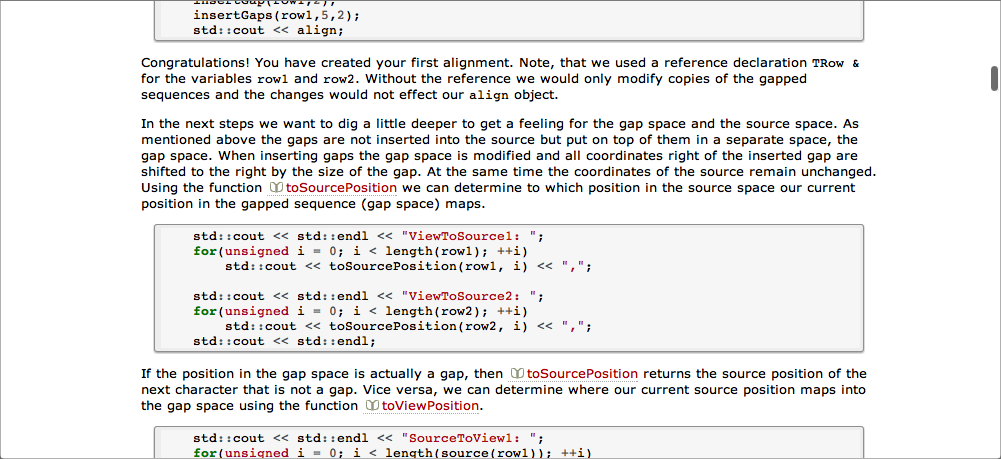 insertGaps(row1,5,2);
std::cout << align;
Congratulations! You have created your first alignment. Note, that we used a reference declaration TRow &
for the variables row1 and row2. Without the reference we would only modify copies of the gapped
sequences and the changes would not effect our align object.
In the next steps we want to dig a little deeper to get a feeling for the gap space and the source space. As
mentioned above the gaps are not inserted into the source but put on top of them in a separate space, the
gap space. When inserting gaps the gap space is modified and all coordinates right of the inserted gap are
shifted to the right by the size of the gap. At the same time the coordinates of the source remain unchanged.
Using the function toSourcePosition we can determine to which position in the source space our current
position in the gapped sequence (gap space) maps.
std::cout << std::endl << "ViewToSource1: ";
for(unsigned i = 0; i < length(row1); ++i)
    std::cout << toSourcePosition(row1, i) << ",";
std::cout << std::endl << "ViewToSource2: ";
for(unsigned i = 0; i < length(row2); ++i)
    std::cout << toSourcePosition(row2, i) << ",";
std::cout << std::endl;
If the position in the gap space is actually a gap, then toSourcePosition returns the source position of the
next character that is not a gap. Vice versa, we can determine where our current source position maps into
the gap space using the function toViewPosition.
std::cout << std::endl << "SourceToView1: ";
for(unsigned i = 0; i < length(source(row1)); ++i)